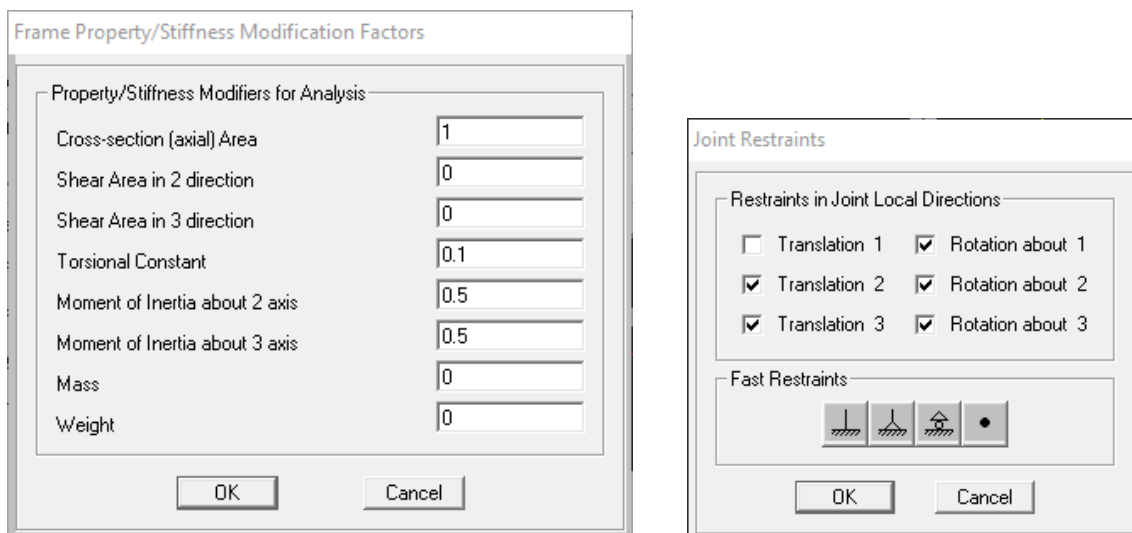 Frame Property/Stiffness Modification Factors
Property/Stiffness Modifiers for Analysis
Cross-section (axial) Area 1
Shear Area in 2 direction 0
Shear Area in 3 direction 0
Torsional Constant 0.1
Moment of Inertia about 2 axis 0.5
Moment of Inertia about 3 axis 0.5
Mass 0
Weight 0
OK Cancel
Joint Restraints
Restraints in Joint Local Directions
Translation 1 Rotation about 1
Translation 2 Rotation about 2
Translation 3 Rotation about 3
Fast Restraints
OK Cancel